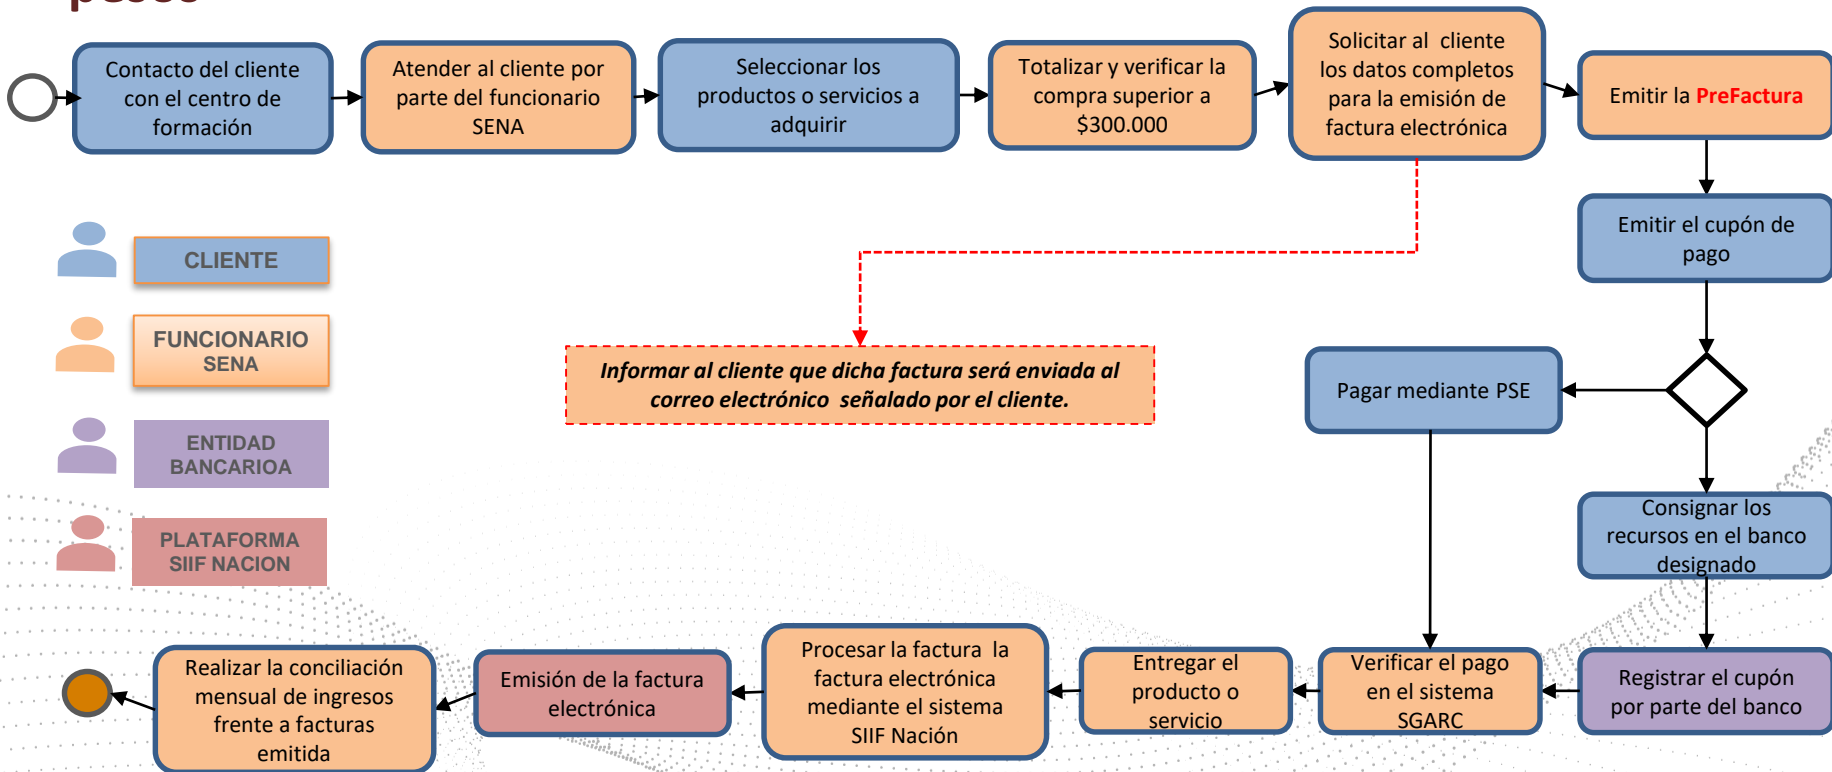 pesos
Contacto del cliente
con el centro de
formación
Atender al cliente por
parte del funcionario
SENA
Seleccionar los
productos o servicios a
adquirir
Totalizar y verificar la
compra superior a
$300.000
Solicitar al cliente
los datos completos
para la emisión de
factura electrónica
Emitir la PreFactura
Emitir el cupón de
pago
CLIENTE
FUNCIONARIO
SENA
ENTIDAD
BANCARIOA
PLATAFORMA
SIIF NACION
Informar al cliente que dicha factura será enviada al
correo electrónico señalado por el cliente.
Pagar mediante PSE
Consignar los
recursos en el banco
designado
Registrar el cupón
por parte del banco
Verificar el pago
en el sistema
SGARC
Entregar el
producto o
servicio
Procesar la factura la
factura electrónica
mediante el sistema
SIIF Nación
Emisión de la factura
electrónica
Realizar la conciliación
mensual de ingresos
frente a facturas
emitida